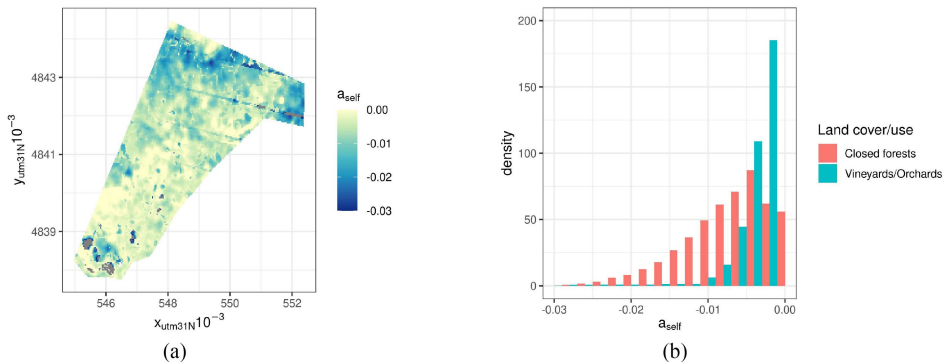 4843
4841
4839
y_utm31N 10^-3
546
548
550
552
x_utm31N 10^-3
a_self
0.00
-0.01
-0.02
-0.03
(a)
200
150
100
50
0
density
-0.03
-0.02
-0.01
0.00
a_self
Land cover/use
Closed forests
Vineyards/Orchards
(b)